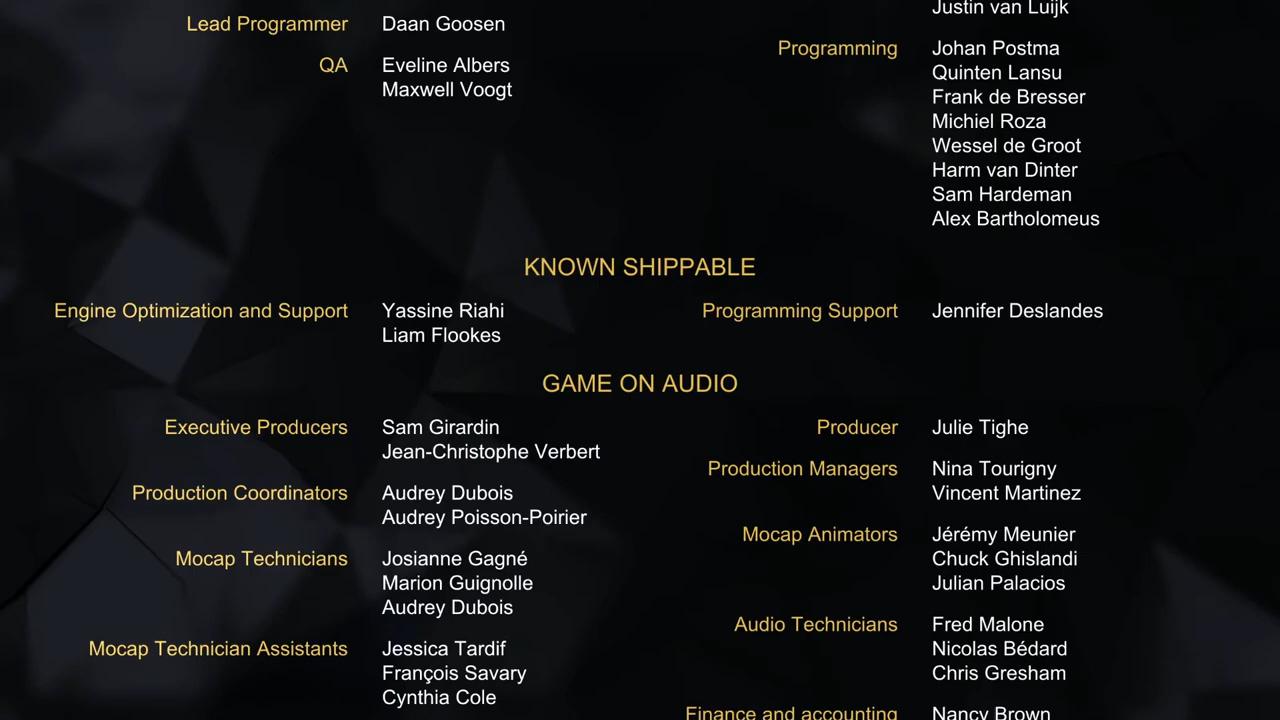 Justin van Luijk
Lead Programmer Daan Goosen
QA Eveline Albers
Maxwell Voogt
Programming Johan Postma
Quinten Lansu
Frank de Bresser
Michiel Roza
Wessel de Groot
Harm van Dinter
Sam Hardeman
Alex Bartholomeus
KNOWN SHIPPABLE
Engine Optimization and Support Yassine Riahi
Liam Flookes
Programming Support Jennifer Deslandes
GAME ON AUDIO
Executive Producers Sam Girardin
Jean-Christophe Verbert
Production Coordinators Audrey Dubois
Audrey Poisson-Poirier
Mocap Technicians Josianne Gagné
Marion Guignolle
Audrey Dubois
Mocap Technician Assistants Jessica Tardif
François Savary
Cynthia Cole
Producer Julie Tighe
Production Managers Nina Tourigny
Vincent Martinez
Mocap Animators Jérémy Meunier
Chuck Ghislandi
Julian Palacios
Audio Technicians Fred Malone
Nicolas Bédard
Chris Gresham
Finance and accounting Nancy Brown